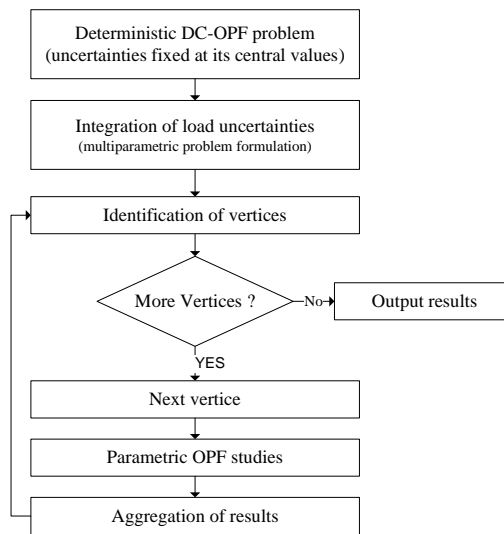 Deterministic DC-OPF problem
(uncertainties fixed at its central values)
Integration of load uncertainties
(multiparametric problem formulation)
Identification of vertices
More Vertices ?
No
Output results
YES
Next vertice
Parametric OPF studies
Aggregation of results